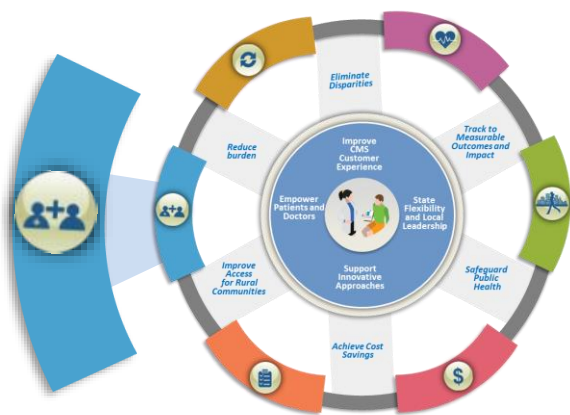 Eliminate
Disparities
Track to
Measurable
Outcomes and
Impact
Safeguard
Public
Health
Achieve Cost
Savings
Improve
Access
for Rural
Communities
Reduce
burden
Improve
CMS
Customer
Experience
State
Flexibility
and Local
Leadership
Support
Innovative
Approaches
Empower
Patients and
Doctors
$